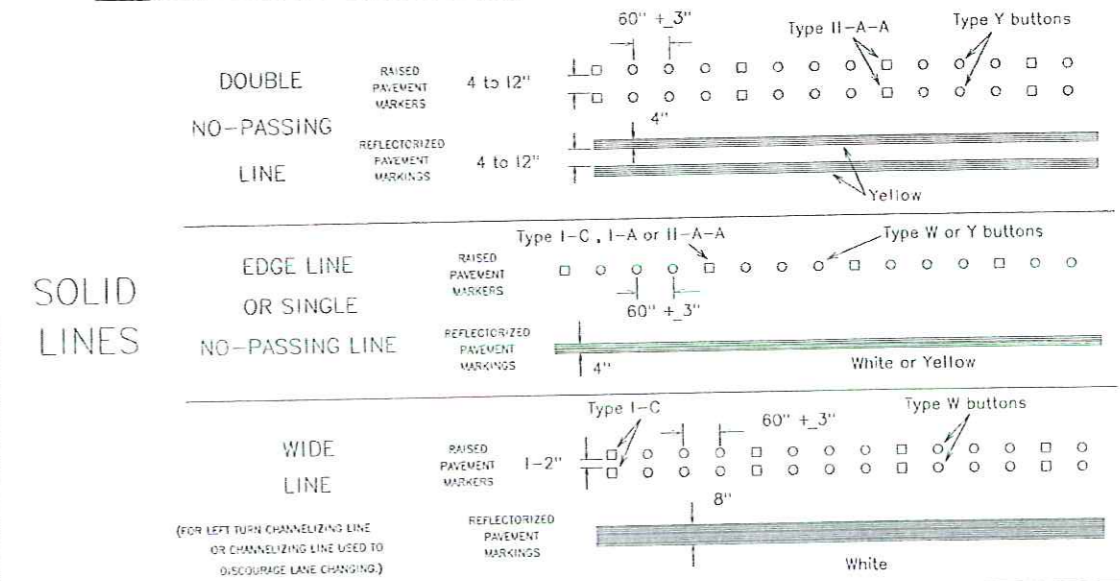 SOLID
LINES
DOUBLE
NO-PASSING
LINE
RAISED
PAVEMENT
MARKERS
4 to 12"
60" +_3"
Type II-A-A
Type Y buttons
REFLECTORIZED
PAVEMENT
MARKINGS
4 to 12"
4"
Yellow
EDGE LINE
OR SINGLE
NO-PASSING LINE
RAISED
PAVEMENT
MARKERS
Type I-C , I-A or II-A-A
Type W or Y buttons
60" +_3"
REFLECTORIZED
PAVEMENT
MARKINGS
4"
White or Yellow
WIDE
LINE
(FOR LEFT TURN CHANNELIZING LINE
OR CHANNELIZING LINE USED TO
DISCOURAGE LANE CHANGING.)
RAISED
PAVEMENT
MARKERS
1-2"
Type I-C
60" +_3"
Type W buttons
REFLECTORIZED
PAVEMENT
MARKINGS
8"
White